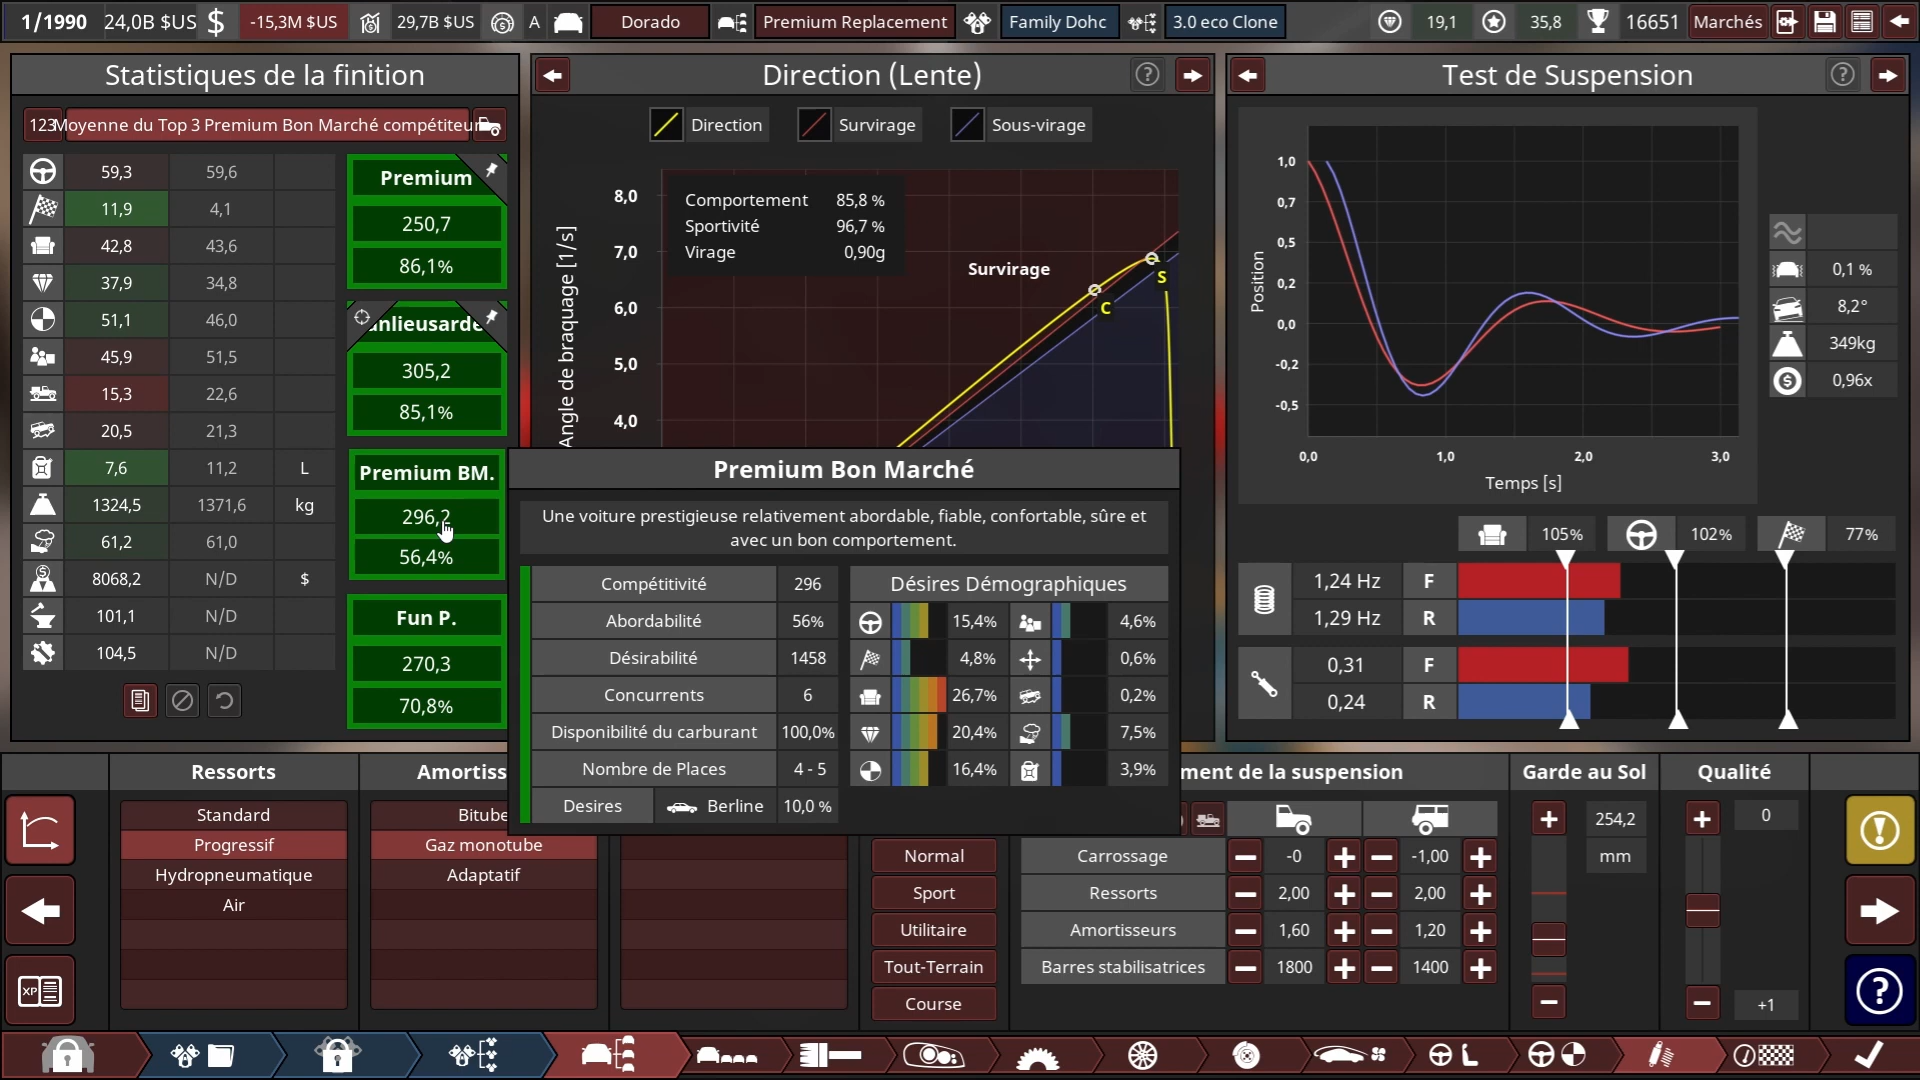 1/1990 24,0B $US $ -15,3M $US 29,7B $US A Dorado Premium Replacement Family Dohc 3.0 eco Clone 19,1 35,8 16651 Marchés
Statistiques de la finition
123 Moyenne du Top 3 Premium Bon Marché compétiteur
59,3 59,6
11,9 4,1
42,8 43,6
37,9 34,8
51,1 46,0
45,9 51,5
15,3 22,6
20,5 21,3
7,6 11,2 L
1324,5 1371,6 kg
61,2 61,0
8068,2 N/D $
101,1 N/D
104,5 N/D
Premium
250,7
86,1%
anlieusarde
305,2
85,1%
Premium BM.
296,2
56,4%
Fun P.
270,3
70,8%
Direction (Lente)
Direction Survirage Sous-virage
Comportement 85,8 %
Sportivité 96,7 %
Virage 0,90g
Survirage
S
C
8,0
7,0
6,0
5,0
4,0
Angle de braquage [1/s]
Premium Bon Marché
Une voiture prestigieuse relativement abordable, fiable, confortable, sûre et
avec un bon comportement.
Compétitivité 296
Abordabilité 56%
Désirabilité 1458
Concurrents 6
Disponibilité du carburant 100,0%
Nombre de Places 4 - 5
Desires Berline 10,0 %
Désires Démographiques
15,4% 4,6%
4,8% 0,6%
26,7% 0,2%
20,4% 7,5%
16,4% 3,9%
Test de Suspension
1,0
0,7
0,5
0,2
0,0
-0,2
-0,5
Position
0,0 1,0 2,0 3,0
Temps [s]
0,1 %
8,2°
349kg
0,96x
105% 102% 77%
1,24 Hz F
1,29 Hz R
0,31 F
0,24 R
Ressorts
Standard
Progressif
Hydropneumatique
Air
Amortiss
Bitube
Gaz monotube
Adaptatif
Normal
Sport
Utilitaire
Tout-Terrain
Course
ment de la suspension
Carrossage -0 -1,00
Ressorts 2,00 2,00
Amortisseurs 1,60 1,20
Barres stabilisatrices 1800 1400
Garde au Sol
254,2
mm
Qualité
0
+1
XP